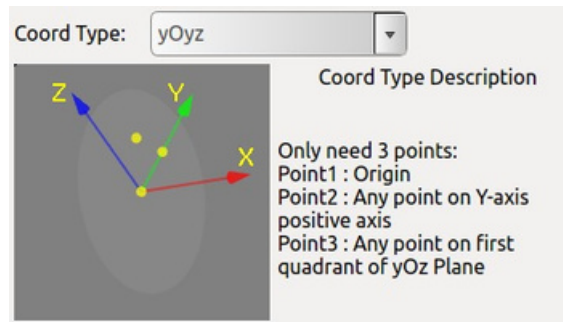 Coord Type: yOyz
Coord Type Description
Z Y
X
Only need 3 points:
Point1 : Origin
Point2 : Any point on Y-axis
positive axis
Point3 : Any point on first
quadrant of yOz Plane